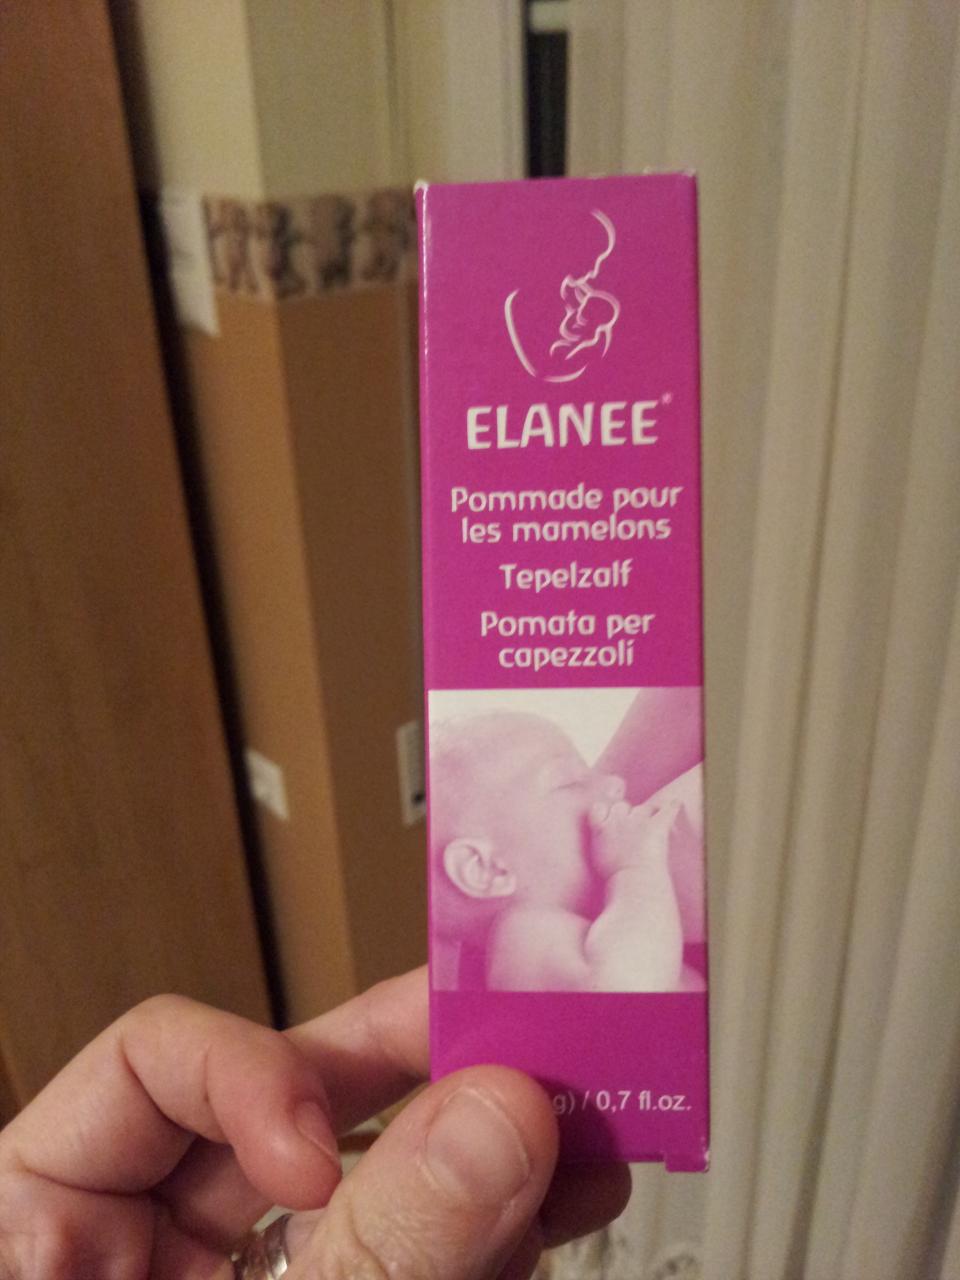 ELANEE®
Pommade pour
les mamelons
Tepelzalf
Pomata per
capezzoli
g) / 0,7 fl.oz.